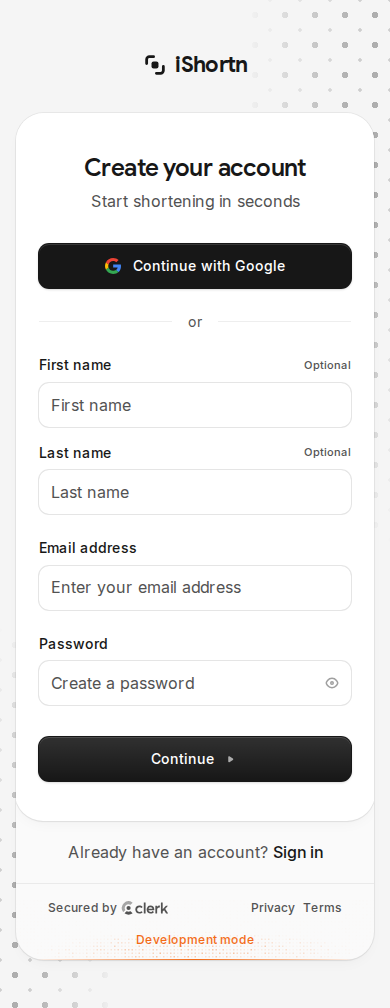 iShortn
Create your account
Start shortening in seconds
Continue with Google
or
First name Optional
First name
Last name Optional
Last name
Email address
Enter your email address
Password
Create a password
Continue
Already have an account? Sign in
Secured by clerk Privacy Terms
Development mode